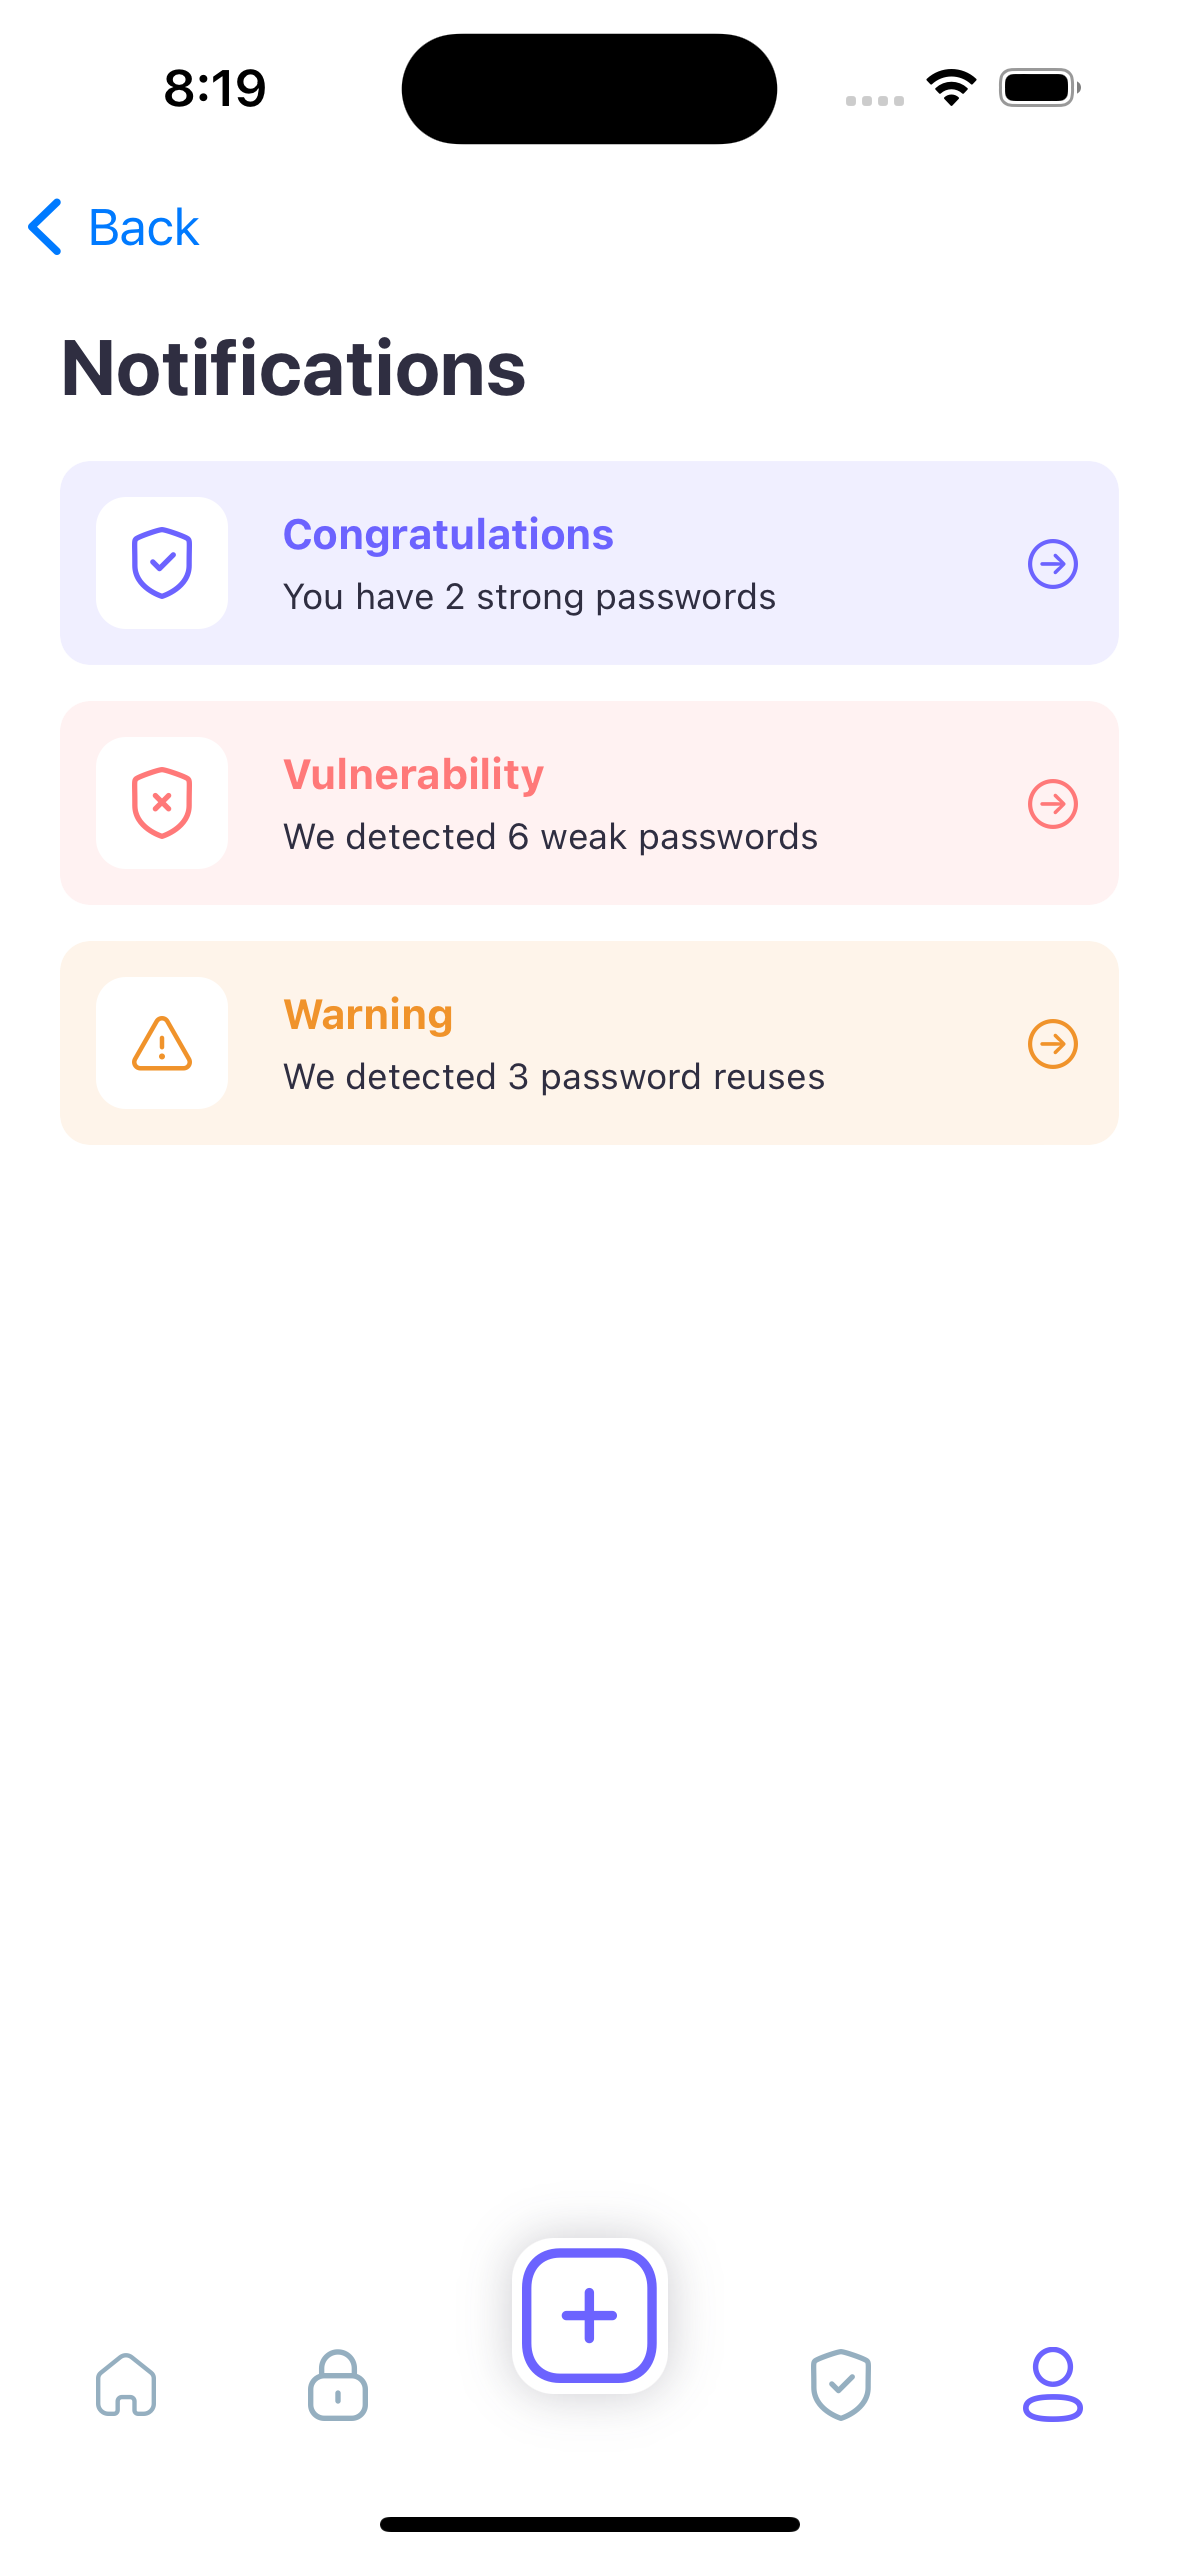 8:19
Back
Notifications
Congratulations
You have 2 strong passwords
Vulnerability
We detected 6 weak passwords
Warning
We detected 3 password reuses